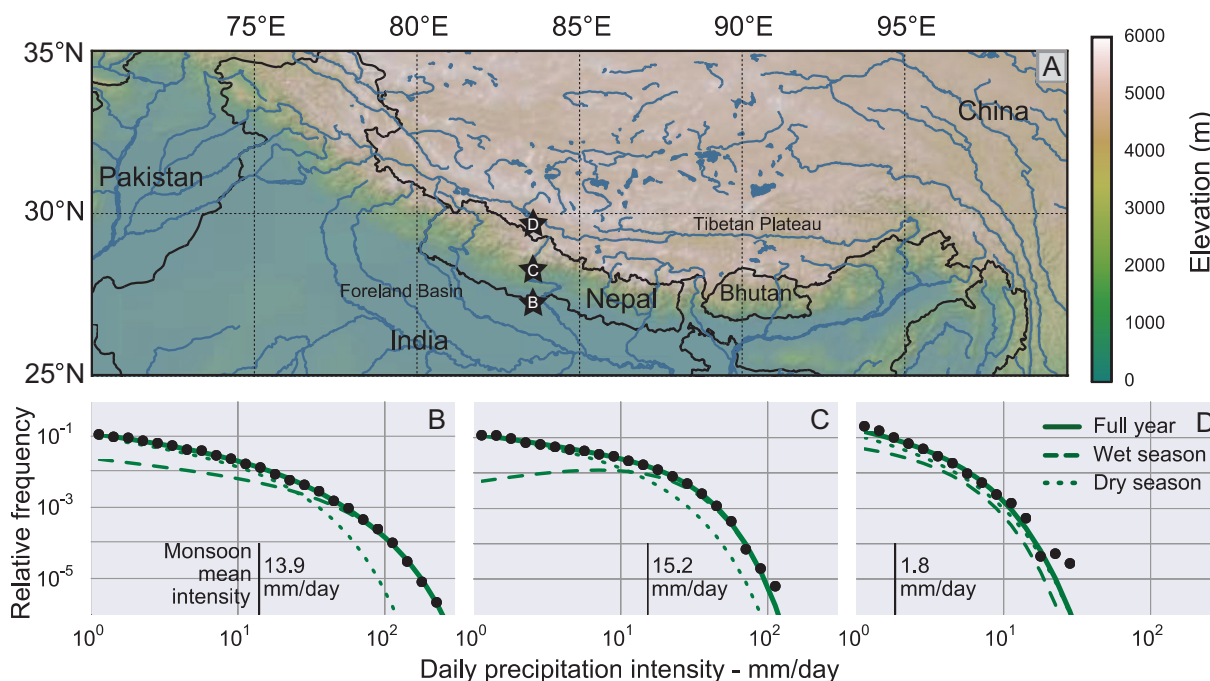 75°E 80°E 85°E 90°E 95°E
35°N
30°N
25°N
A
China
Pakistan
D
Tibetan Plateau
C
Foreland Basin
B
Nepal
Bhutan
India
6000
5000
4000
3000
2000
1000
0
Elevation (m)
Relative frequency
10^-1
10^-3
10^-5
B
Monsoon
mean
intensity
13.9
mm/day
10^0 10^1 10^2
C
15.2
mm/day
10^0 10^1 10^2
D
Full year
Wet season
Dry season
1.8
mm/day
10^0 10^1 10^2
Daily precipitation intensity - mm/day